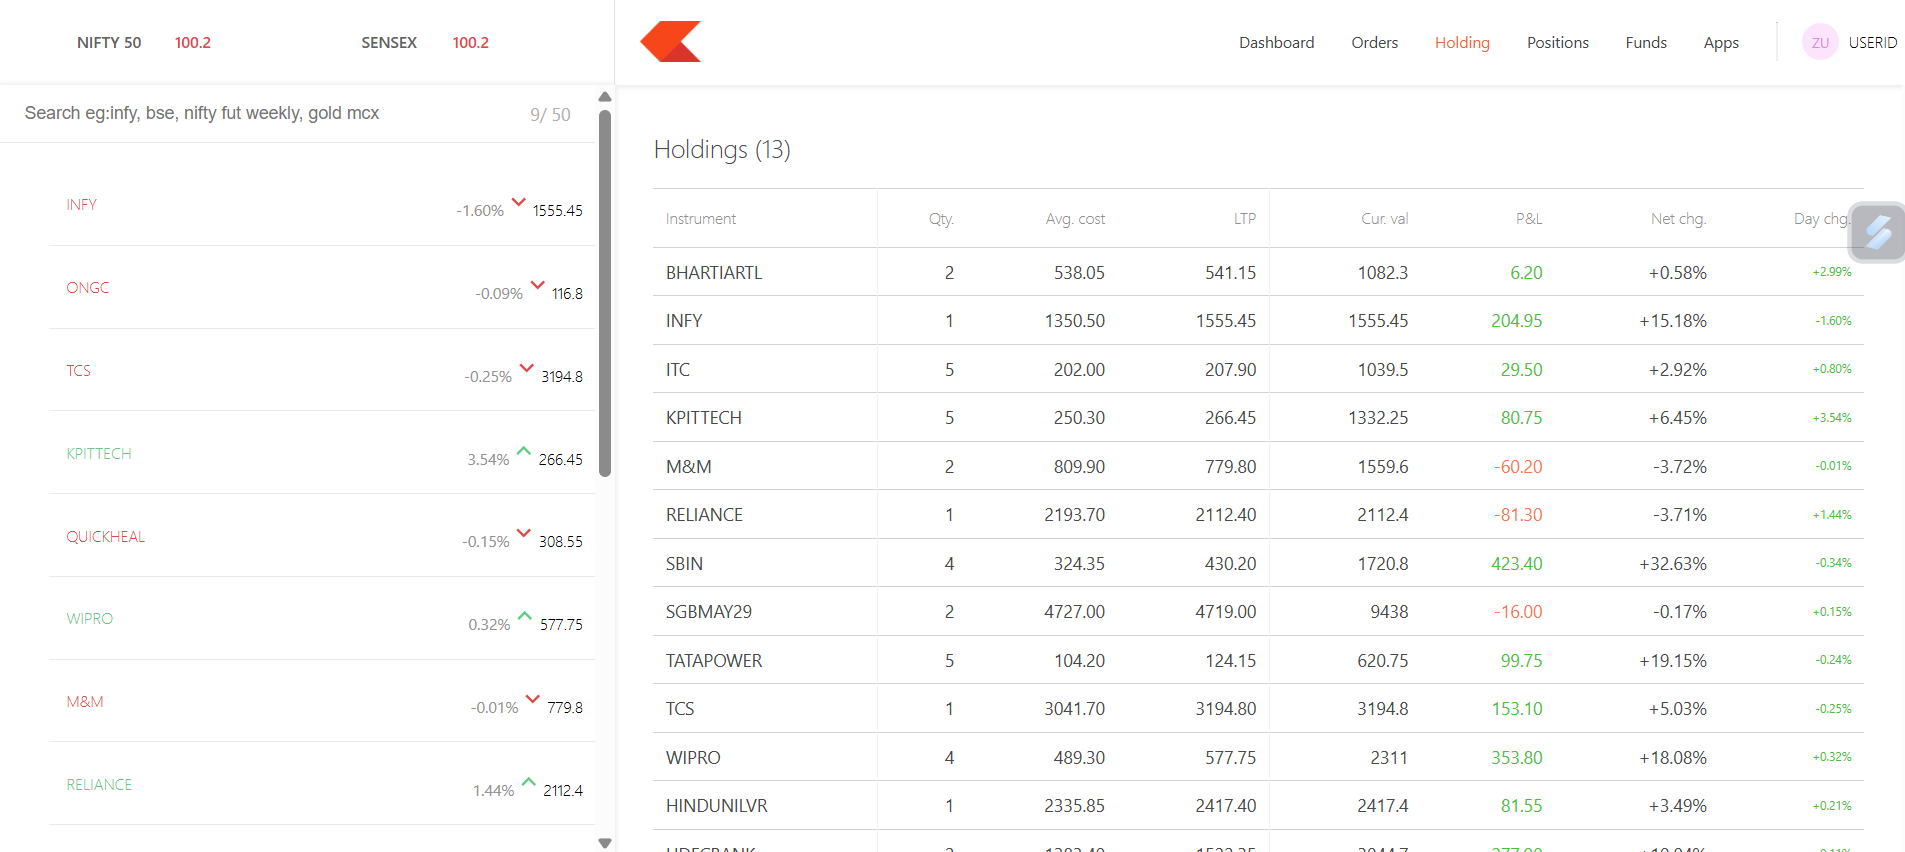 NIFTY 50 100.2 SENSEX 100.2
Dashboard Orders Holding Positions Funds Apps ZU USERID
Search eg:infy, bse, nifty fut weekly, gold mcx 9/ 50
INFY -1.60% 1555.45
ONGC -0.09% 116.8
TCS -0.25% 3194.8
KPITTECH 3.54% 266.45
QUICKHEAL -0.15% 308.55
WIPRO 0.32% 577.75
M&M -0.01% 779.8
RELIANCE 1.44% 2112.4
Holdings (13)
Instrument Qty. Avg. cost LTP Cur. val P&L Net chg. Day chg.
BHARTIARTL 2 538.05 541.15 1082.3 6.20 +0.58% +2.99%
INFY 1 1350.50 1555.45 1555.45 204.95 +15.18% -1.60%
ITC 5 202.00 207.90 1039.5 29.50 +2.92% +0.80%
KPITTECH 5 250.30 266.45 1332.25 80.75 +6.45% +3.54%
M&M 2 809.90 779.80 1559.6 -60.20 -3.72% -0.01%
RELIANCE 1 2193.70 2112.40 2112.4 -81.30 -3.71% +1.44%
SBIN 4 324.35 430.20 1720.8 423.40 +32.63% -0.34%
SGBMAY29 2 4727.00 4719.00 9438 -16.00 -0.17% +0.15%
TATAPOWER 5 104.20 124.15 620.75 99.75 +19.15% -0.24%
TCS 1 3041.70 3194.80 3194.8 153.10 +5.03% -0.25%
WIPRO 4 489.30 577.75 2311 353.80 +18.08% +0.32%
HINDUNILVR 1 2335.85 2417.40 2417.4 81.55 +3.49% +0.21%